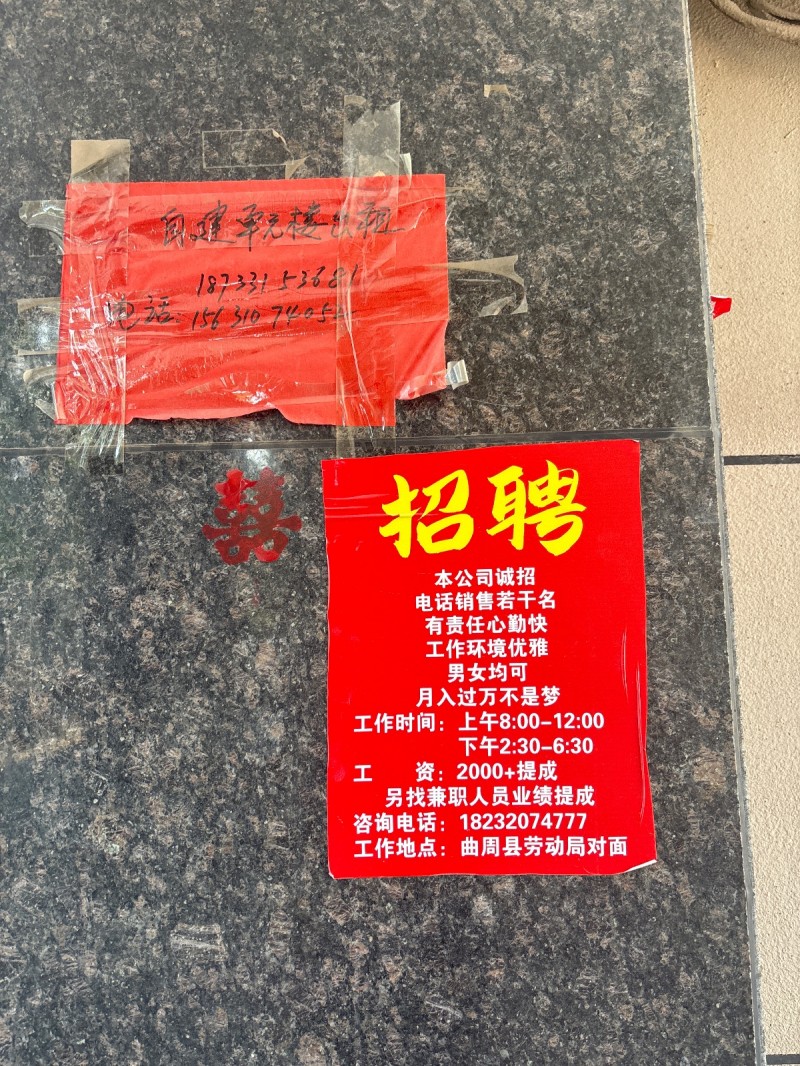 自建单元楼出租
18733153681
电话:
囍
招聘
本公司诚招
电话销售若干名
有责任心勤快
工作环境优雅
男女均可
月入过万不是梦
工作时间：上午8:00-12:00
下午2:30-6:30
工　　资：2000+提成
另找兼职人员业绩提成
咨询电话：18232074777
工作地点：曲周县劳动局对面